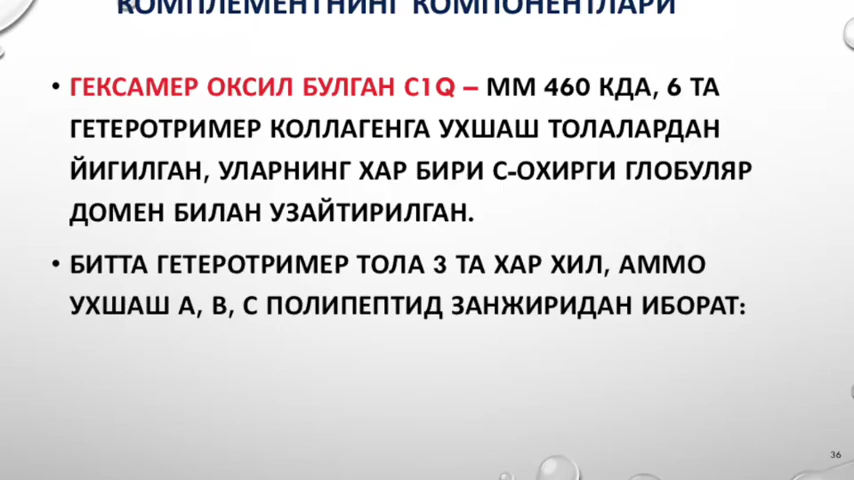 КОМПЛЕМЕНТНИНГ КОМПОНЕНТЛАРИ
• ГЕКСАМЕР ОКСИЛ БУЛГАН С1Q – ММ 460 КДА, 6 ТА
ГЕТЕРОТРИМЕР КОЛЛАГЕНГА УХШАШ ТОЛАЛАРДАН
ЙИГИЛГАН, УЛАРНИНГ ХАР БИРИ С-ОХИРГИ ГЛОБУЛЯР
ДОМЕН БИЛАН УЗАЙТИРИЛГАН.
• БИТТА ГЕТЕРОТРИМЕР ТОЛА 3 ТА ХАР ХИЛ, АММО
УХШАШ А, В, С ПОЛИПЕПТИД ЗАНЖИРИДАН ИБОРАТ:
36